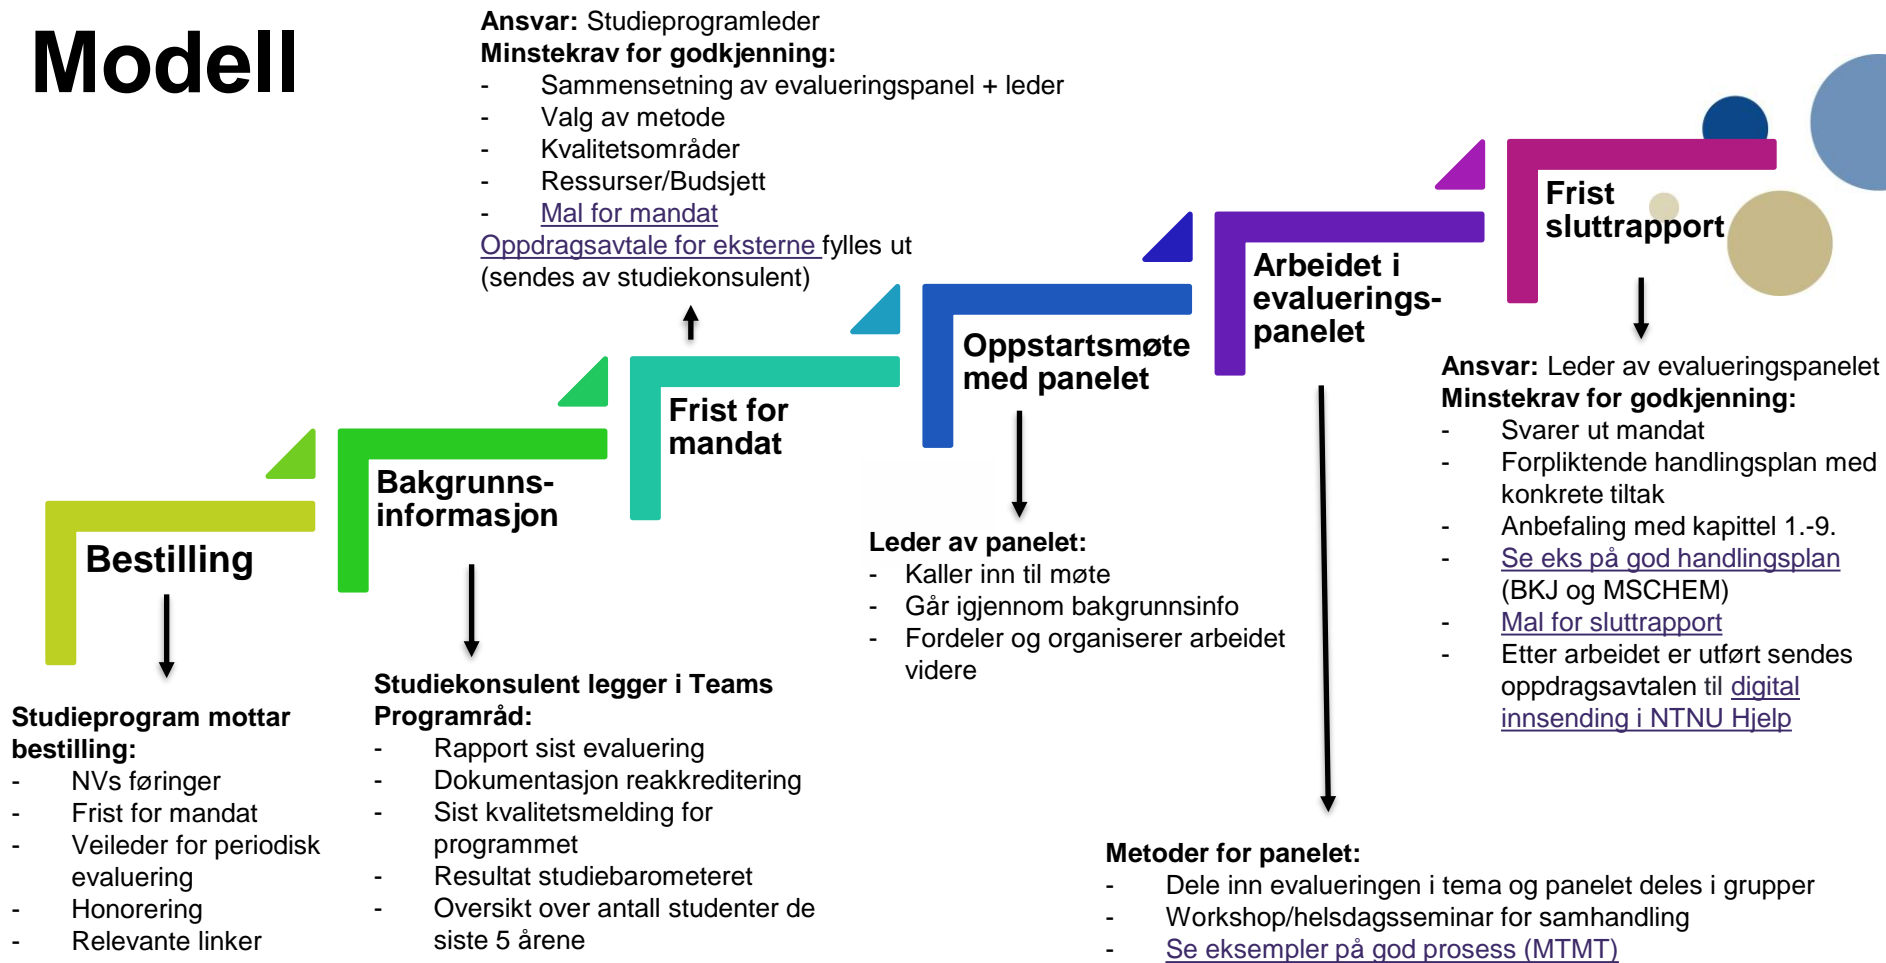 Modell
Ansvar: Studieprogramleder
Minstekrav for godkjenning:
- Sammensetning av evalueringspanel + leder
- Valg av metode
- Kvalitetsområder
- Ressurser/Budsjett
- Mal for mandat
Oppdragsavtale for eksterne fylles ut
(sendes av studiekonsulent)
Bestilling
Bakgrunns-
informasjon
Frist for
mandat
Oppstartsmøte
med panelet
Arbeidet i
evaluerings-
panelet
Frist
sluttrapport
Studieprogram mottar
bestilling:
- NVs føringer
- Frist for mandat
- Veileder for periodisk
evaluering
- Honorering
- Relevante linker
Studiekonsulent legger i Teams
Programråd:
- Rapport sist evaluering
- Dokumentasjon reakkreditering
- Sist kvalitetsmelding for
programmet
- Resultat studiebarometeret
- Oversikt over antall studenter de
siste 5 årene
Leder av panelet:
- Kaller inn til møte
- Går igjennom bakgrunnsinfo
- Fordeler og organiserer arbeidet
videre
Metoder for panelet:
- Dele inn evalueringen i tema og panelet deles i grupper
- Workshop/helsdagsseminar for samhandling
- Se eksempler på god prosess (MTMT)
Ansvar: Leder av evalueringspanelet
Minstekrav for godkjenning:
- Svarer ut mandat
- Forpliktende handlingsplan med
konkrete tiltak
- Anbefaling med kapittel 1.-9.
- Se eks på god handlingsplan
(BKJ og MSCHEM)
- Mal for sluttrapport
- Etter arbeidet er utført sendes
oppdragsavtalen til digital
innsending i NTNU Hjelp